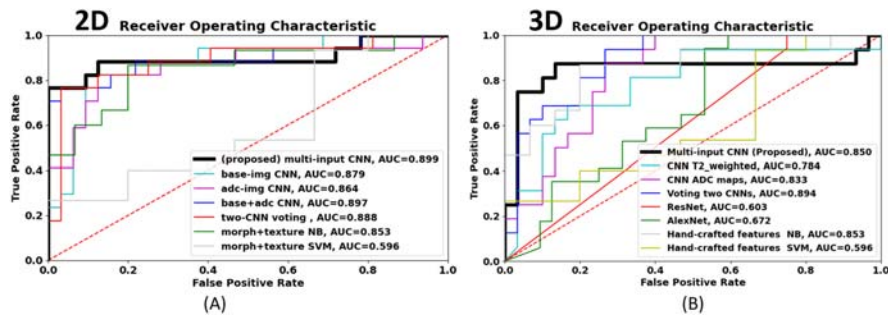 2D
Receiver Operating Characteristic
True Positive Rate
1.0
0.8
0.6
0.4
0.2
0.0
(proposed) multi-input CNN, AUC=0.899
base-img CNN, AUC=0.879
adc-img CNN, AUC=0.864
base+adc CNN, AUC=0.897
two-CNN voting , AUC=0.888
morph+texture NB, AUC=0.853
morph+texture SVM, AUC=0.596
0.0 0.2 0.4 0.6 0.8 1.0
False Positive Rate
(A)
3D
Receiver Operating Characteristic
True Positive Rate
1.0
0.8
0.6
0.4
0.2
0.0
Multi-input CNN (Proposed), AUC=0.850
CNN T2_weighted, AUC=0.784
CNN ADC maps, AUC=0.833
Voting two CNNs, AUC=0.894
ResNet, AUC=0.603
AlexNet, AUC=0.672
Hand-crafted features NB, AUC=0.853
Hand-crafted features SVM, AUC=0.596
0.0 0.2 0.4 0.6 0.8 1.0
False Positive Rate
(B)